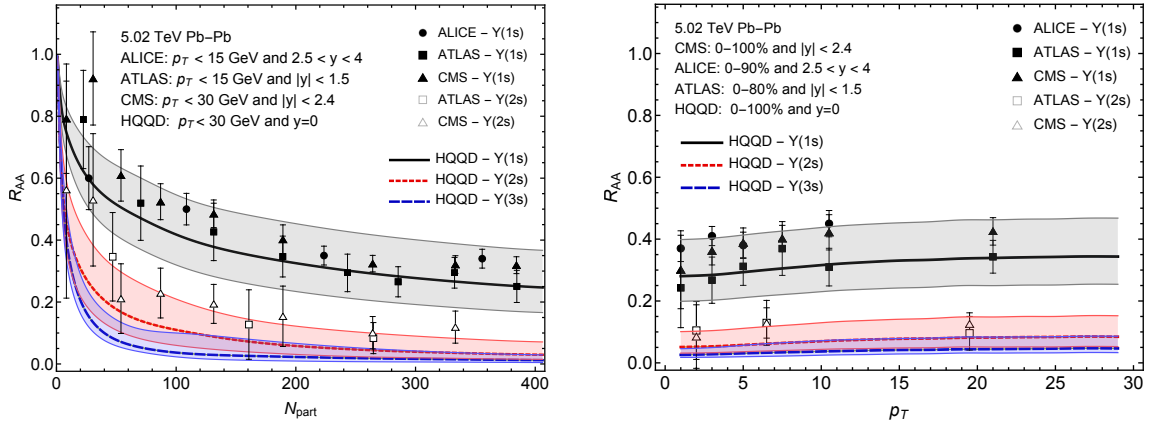 5.02 TeV Pb–Pb
ALICE: pT < 15 GeV and 2.5 < y < 4
ATLAS: pT < 15 GeV and |y| < 1.5
CMS: pT < 30 GeV and |y| < 2.4
HQQD: pT < 30 GeV and y=0
ALICE – Υ(1s)
ATLAS – Υ(1s)
CMS – Υ(1s)
ATLAS – Υ(2s)
CMS – Υ(2s)
HQQD – Υ(1s)
HQQD – Υ(2s)
HQQD – Υ(3s)
RAA
1.0
0.8
0.6
0.4
0.2
0.0
0 100 200 300 400
Npart
5.02 TeV Pb–Pb
CMS: 0–100% and |y| < 2.4
ALICE: 0–90% and 2.5 < y < 4
ATLAS: 0–80% and |y| < 1.5
HQQD: 0–100% and y=0
ALICE – Υ(1s)
ATLAS – Υ(1s)
CMS – Υ(1s)
ATLAS – Υ(2s)
CMS – Υ(2s)
HQQD – Υ(1s)
HQQD – Υ(2s)
HQQD – Υ(3s)
RAA
1.0
0.8
0.6
0.4
0.2
0.0
0 5 10 15 20 25 30
pT